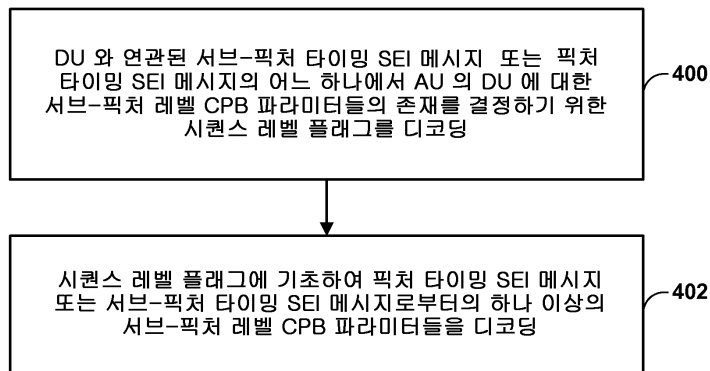 DU 와 연관된 서브-픽처 타이밍 SEI 메시지 또는 픽처
타이밍 SEI 메시지의 어느 하나에서 AU 의 DU 에 대한
서브-픽처 레벨 CPB 파라미터들의 존재를 결정하기 위한
시퀀스 레벨 플래그를 디코딩
400
시퀀스 레벨 플래그에 기초하여 픽처 타이밍 SEI 메시지
또는 서브-픽처 타이밍 SEI 메시지로부터의 하나 이상의
서브-픽처 레벨 CPB 파라미터들을 디코딩
402